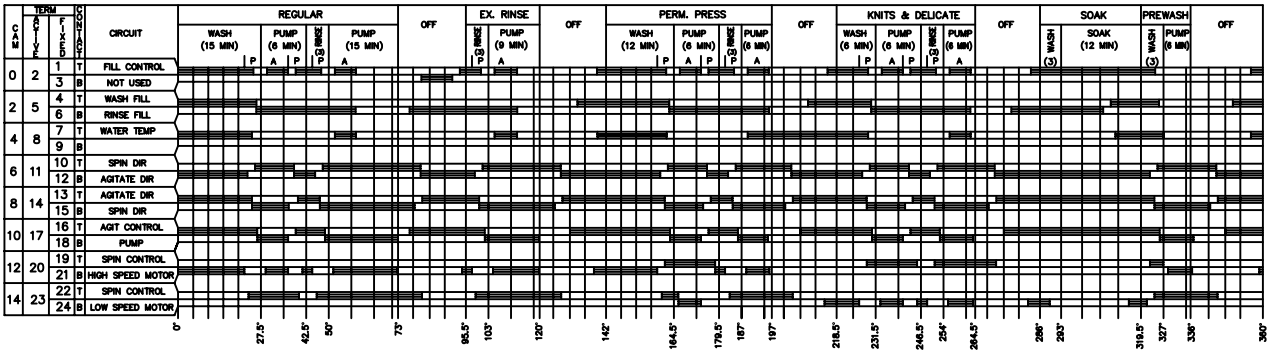 TERM
REGULAR
OFF
EX. RINSE
OFF
PERM. PRESS
OFF
KNITS & DELICATE
OFF
SOAK
PREWASH
OFF
CAM
ACTIVE
FIXED
CONTACT
CIRCUIT
WASH
(15 MIN)
PUMP
(6 MIN)
RINSE
(3)
PUMP
(15 MIN)
RINSE
(3)
PUMP
(9 MIN)
WASH
(12 MIN)
PUMP
(6 MIN)
RINSE
(3)
PUMP
(6 MIN)
WASH
(6 MIN)
PUMP
(6 MIN)
RINSE
(3)
PUMP
(6 MIN)
WASH
(3)
SOAK
(12 MIN)
WASH
(3)
PUMP
(6 MIN)
P A P A P A P A P A P A P A
0 2 1 T FILL CONTROL
3 B NOT USED
2 5 4 T WASH FILL
6 B RINSE FILL
4 8 7 T WATER TEMP
9 B
6 11 10 T SPIN DIR
12 B AGITATE DIR
8 14 13 T AGITATE DIR
15 B SPIN DIR
10 17 16 T AGIT CONTROL
18 B PUMP
12 20 19 T SPIN CONTROL
21 B HIGH SPEED MOTOR
14 23 22 T SPIN CONTROL
24 B LOW SPEED MOTOR
0° 27.5° 42.5° 50° 73° 95.5° 103° 120° 142° 164.5° 179.5° 187° 197° 218.5° 231.5° 246.5° 254° 264.5° 286° 293° 319.5° 327° 336° 360°